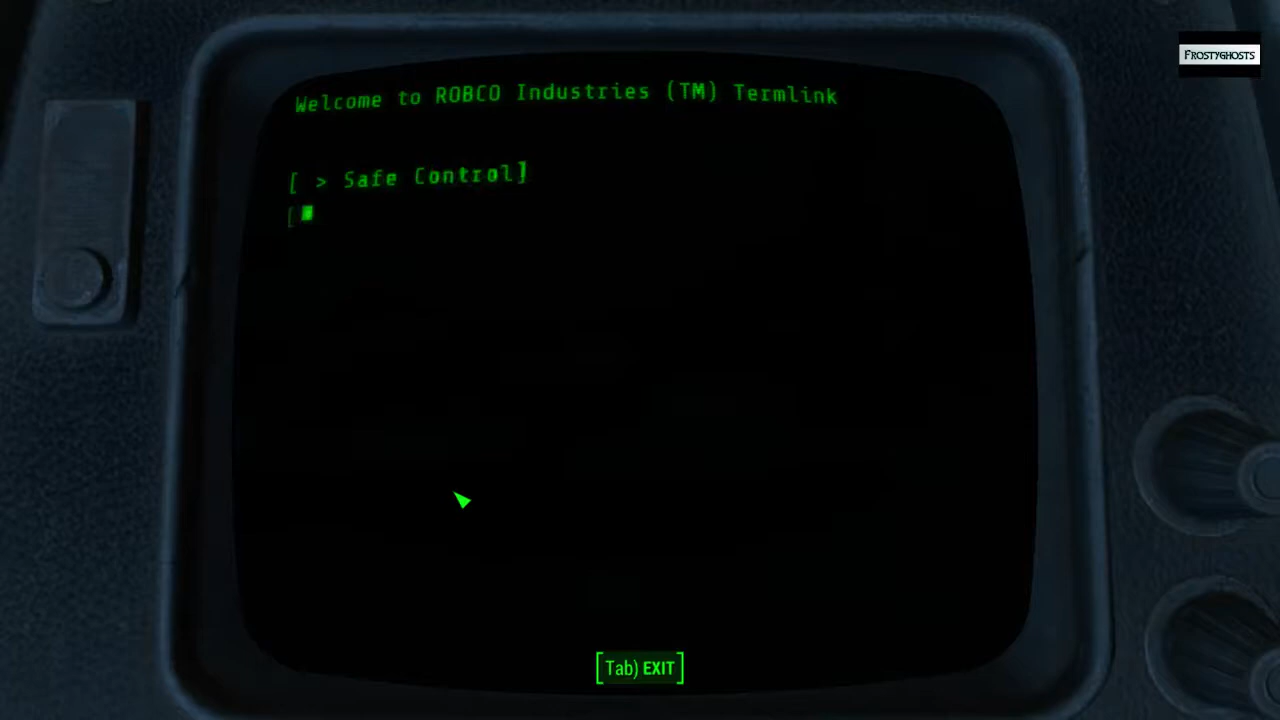 FROSTYGHOSTS
Welcome to ROBCO Industries (TM) Termlink
[ > Safe Control]
[
Tab) EXIT